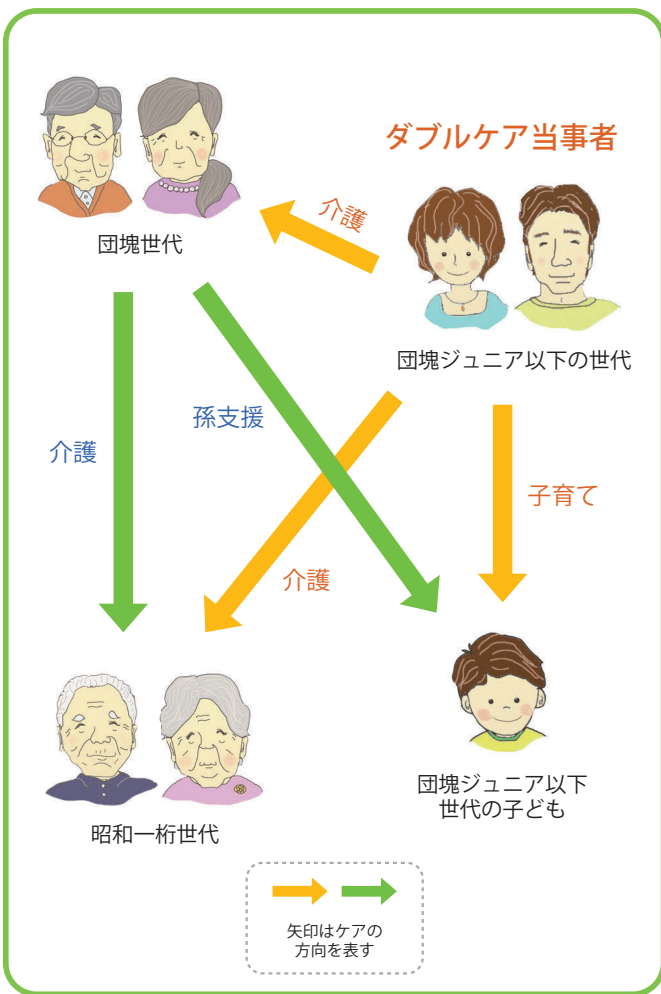 ダブルケア当事者
団塊世代
介護
団塊ジュニア以下の世代
介護
孫支援
子育て
介護
昭和一桁世代
団塊ジュニア以下
世代の子ども
矢印はケアの
方向を表す